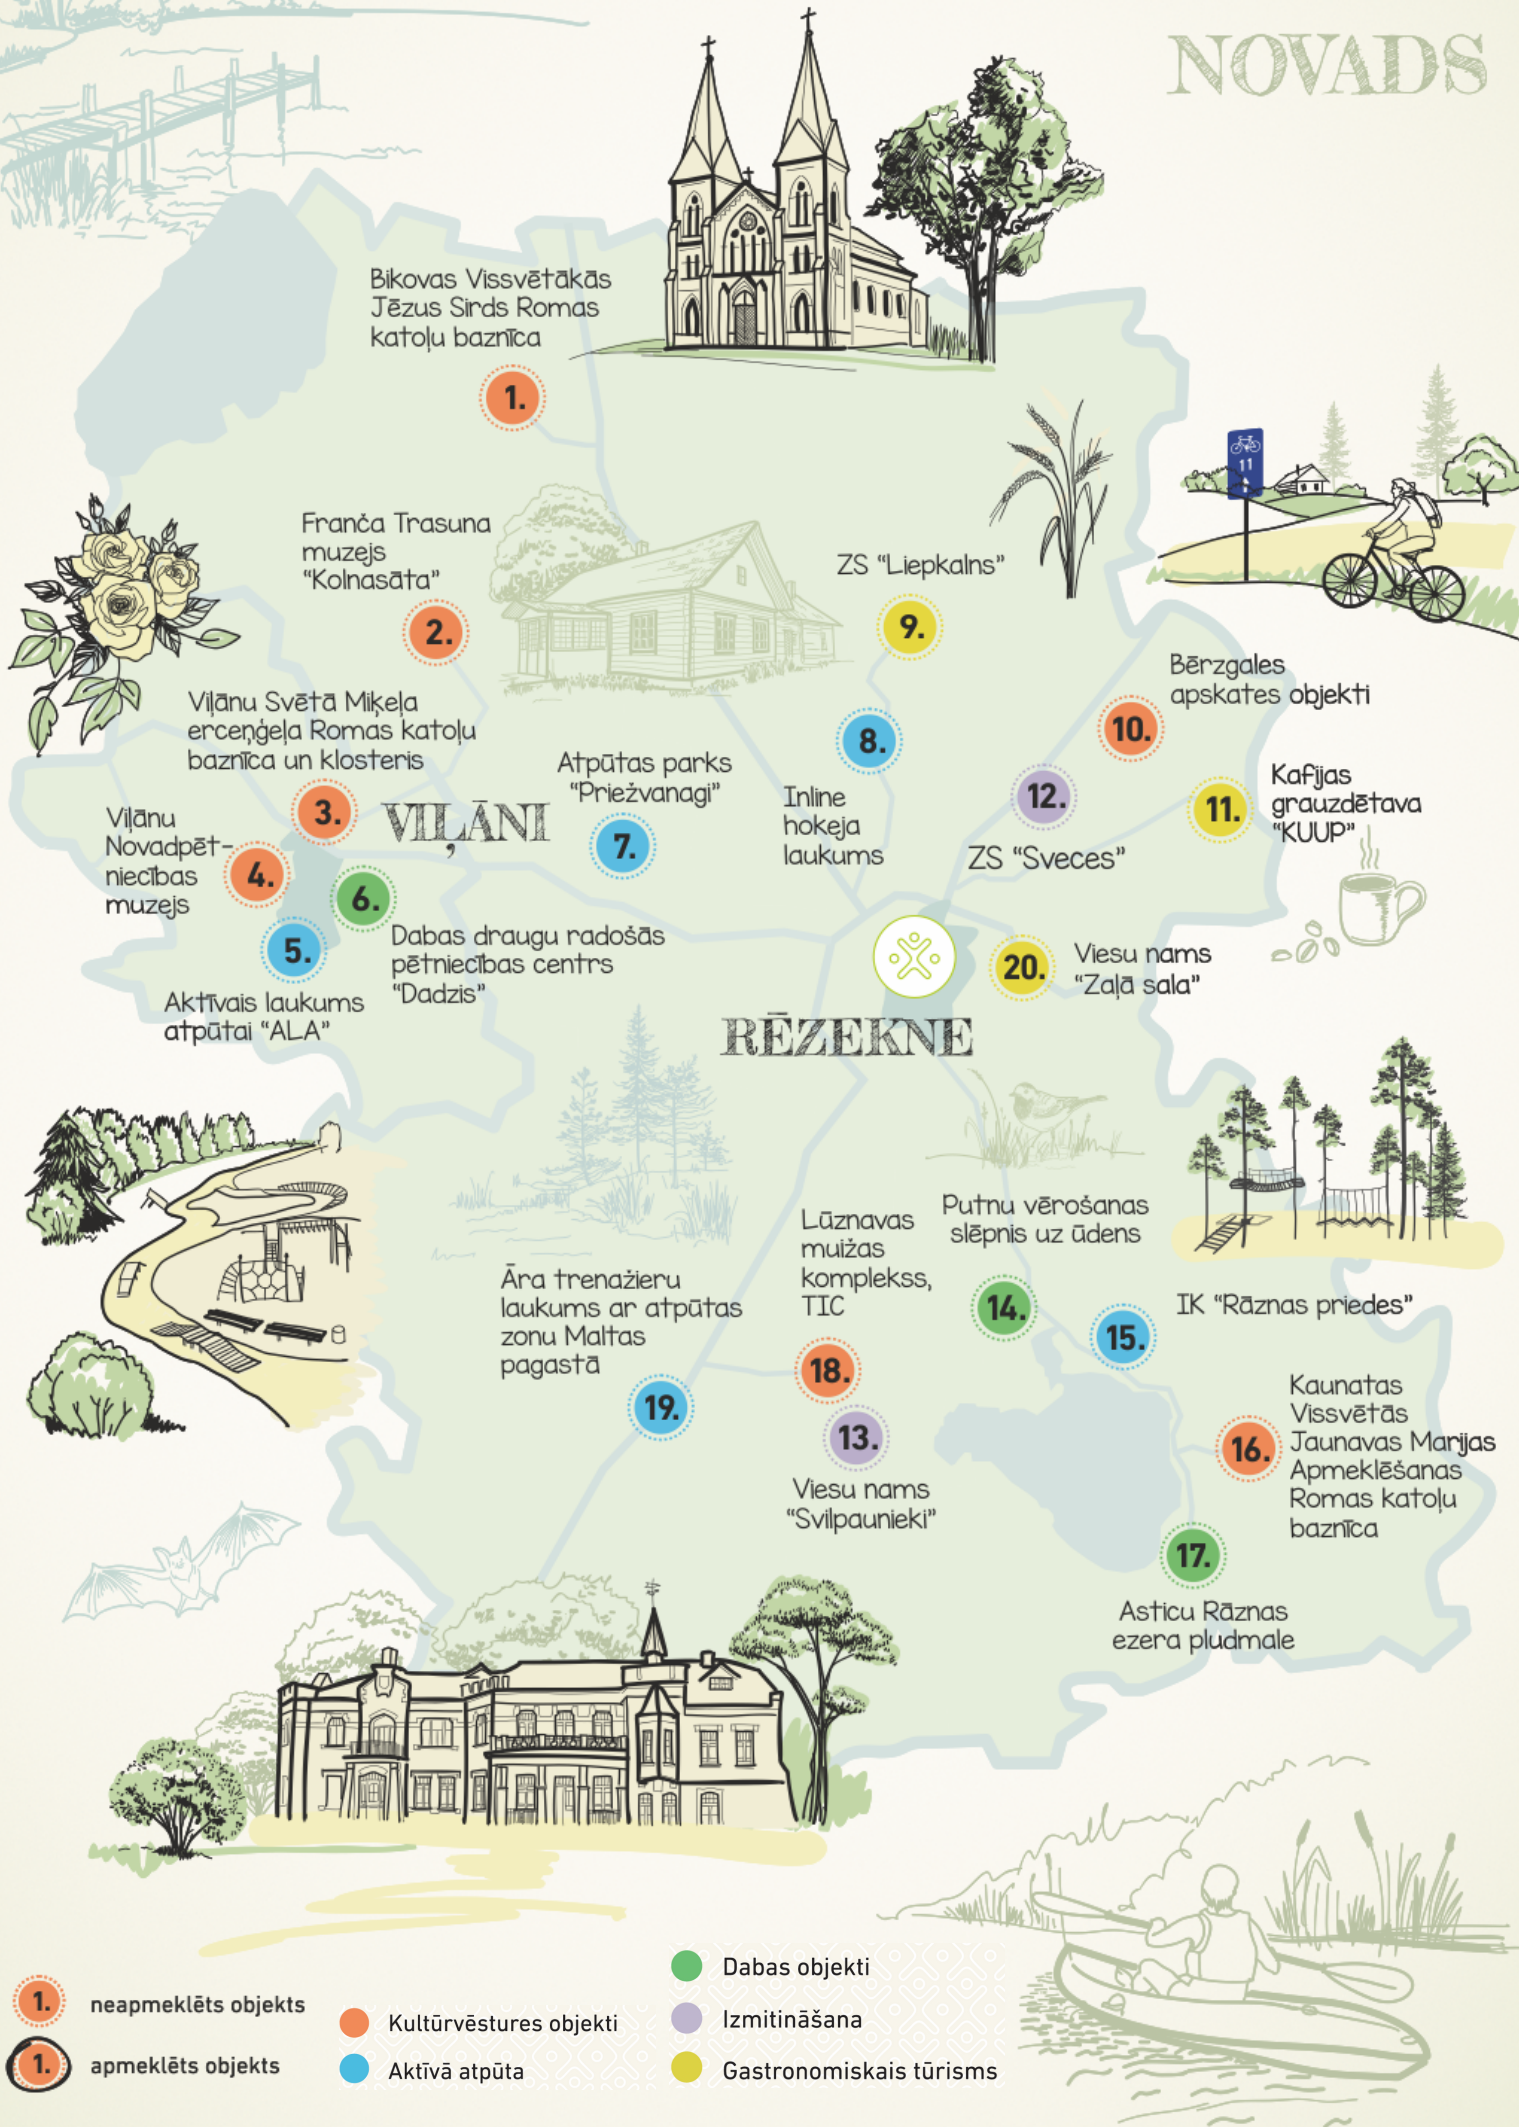 NOVADS
Bikovas Vissvētākās
Jēzus Sirds Romas
katoļu baznīca
1.
11
Franča Trasuna
muzejs
“Kolnasāta”
2.
ZS “Liepkalns”
9.
Bērzgales
apskates objekti
10.
Viļānu Svētā Miķeļa
erceņģeļa Romas katoļu
baznīca un klosteris
3.
VIĻĀNI
Atpūtas parks
“Priežvanagi”
7.
8.
Inline
hokeja
laukums
12.
ZS “Sveces”
11.
Kafijas
grauzdētava
“KUUP”
Viļānu
Novadpēt-
niecības
muzejs
4.
6.
5.
Dabas draugu radošās
pētniecības centrs
“Dadzis”
Aktīvais laukums
atpūtai “ALA”
20.
Viesu nams
“Zaļā sala”
RĒZEKNE
Putnu vērošanas
slēpnis uz ūdens
14.
Lūznavas
muižas
komplekss,
TIC
18.
Āra trenažieru
laukums ar atpūtas
zonu Maltas
pagastā
19.
13.
Viesu nams
“Svilpaunieki”
IK “Rāznas priedes”
15.
Kaunatas
Vissvētās
Jaunavas Marijas
Apmeklēšanas
Romas katoļu
baznīca
16.
17.
Asticu Rāznas
ezera pludmale
1. neapmeklēts objekts
1. apmeklēts objekts
Kultūrvēstures objekti
Aktīvā atpūta
Dabas objekti
Izmitināšana
Gastronomiskais tūrisms